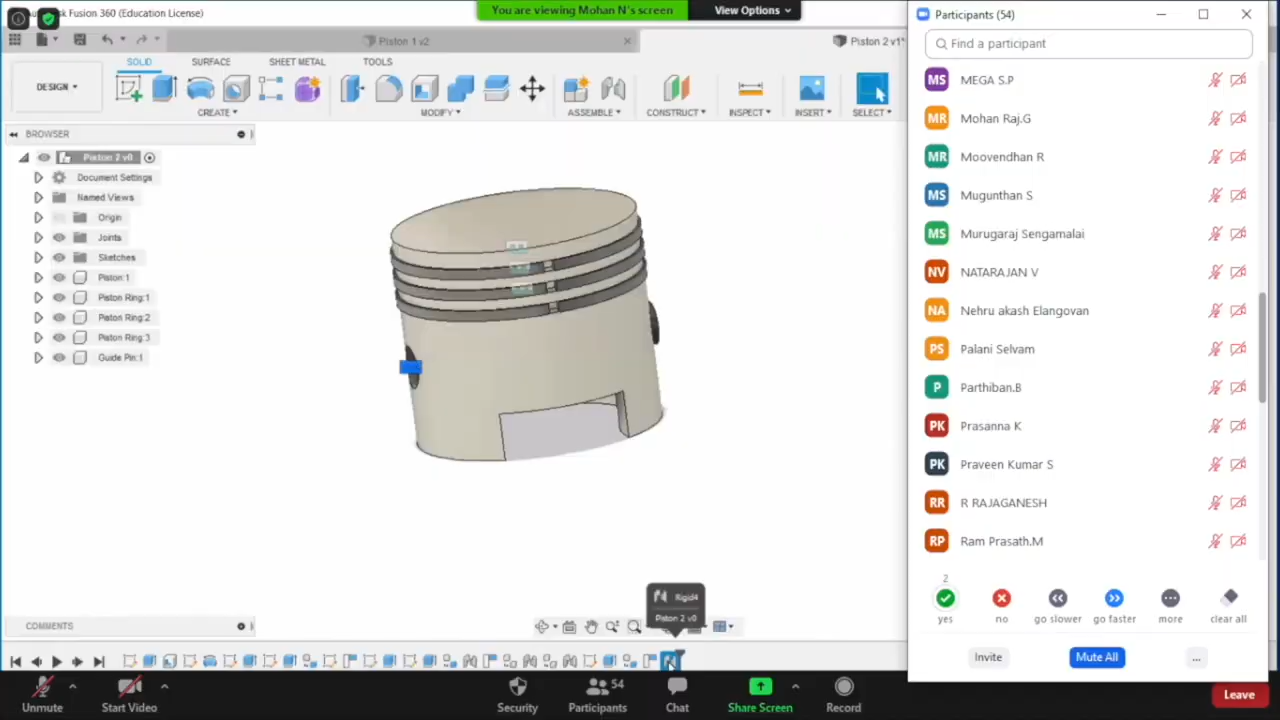 sk Fusion 360 (Education License)
You are viewing Mohan N's screen
View Options
Participants (54)
Piston 1 v2
Piston 2 v1*
Find a participant
DESIGN
SOLID
SURFACE
SHEET METAL
TOOLS
CREATE
MODIFY
ASSEMBLE
CONSTRUCT
INSPECT
INSERT
SELECT
BROWSER
Piston 2 v0
Document Settings
Named Views
Origin
Joints
Sketches
Piston:1
Piston Ring:1
Piston Ring:2
Piston Ring:3
Guide Pin:1
MS MEGA S.P
MR Mohan Raj.G
MR Moovendhan R
MS Mugunthan S
MS Murugaraj Sengamalai
NV NATARAJAN V
NA Nehru akash Elangovan
PS Palani Selvam
P Parthiban.B
PK Prasanna K
PK Praveen Kumar S
RR R RAJAGANESH
RP Ram Prasath.M
2
yes
no
go slower
go faster
more
clear all
Invite
Mute All
...
Rigid4
Piston 2 v0
COMMENTS
Unmute
Start Video
Security
54
Participants
Chat
Share Screen
Record
Leave